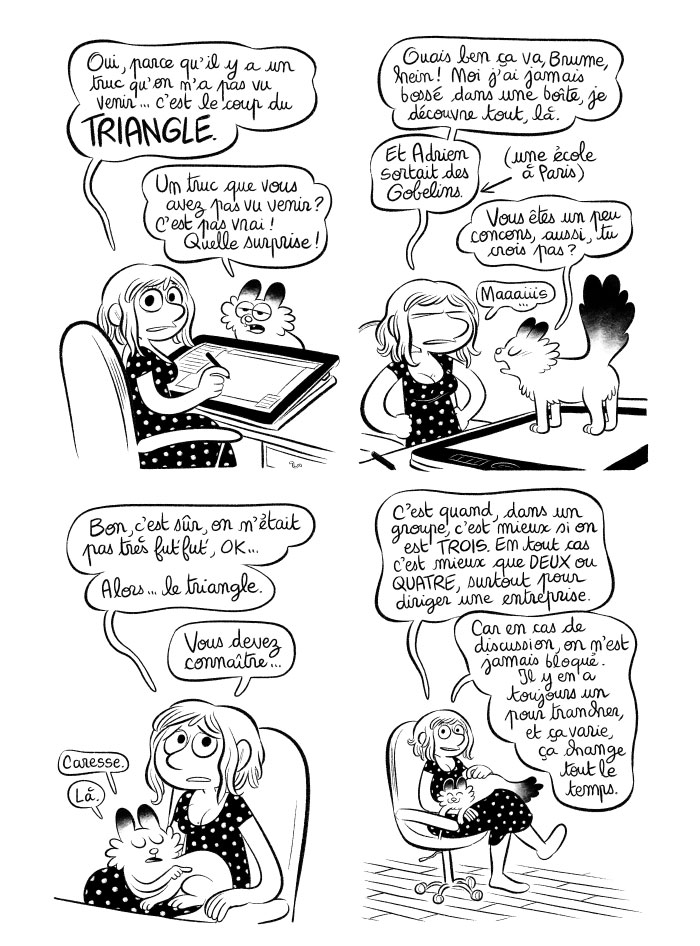 Oui, parce qu'il y a un
truc qu'on n'a pas vu
venir... c'est le coup du
TRIANGLE.
Un truc que vous
avez pas vu venir ?
C'est pas vrai !
Quelle surprise !
Ouais ben ça va, Brume,
hein ! Moi j'ai jamais
bossé dans une boîte, je
découvre tout, là.
Et Adrien
sortait des
Gobelins.
(une école
à Paris)
Vous êtes un peu
concons, aussi, tu
crois pas ?
Maaaiiis
...
Bon, c'est sûr, on n'était
pas très fut'fut', OK...
Alors... le triangle.
Vous devez
connaître...
Caresse.
Là.
C'est quand, dans un
groupe, c'est mieux si on
est TROIS. En tout cas
c'est mieux que DEUX ou
QUATRE, surtout pour
diriger une entreprise.
Car en cas de
discussion, on n'est
jamais bloqué.
Il y en a
toujours un
pour trancher,
et ça varie,
ça change
tout le
temps.